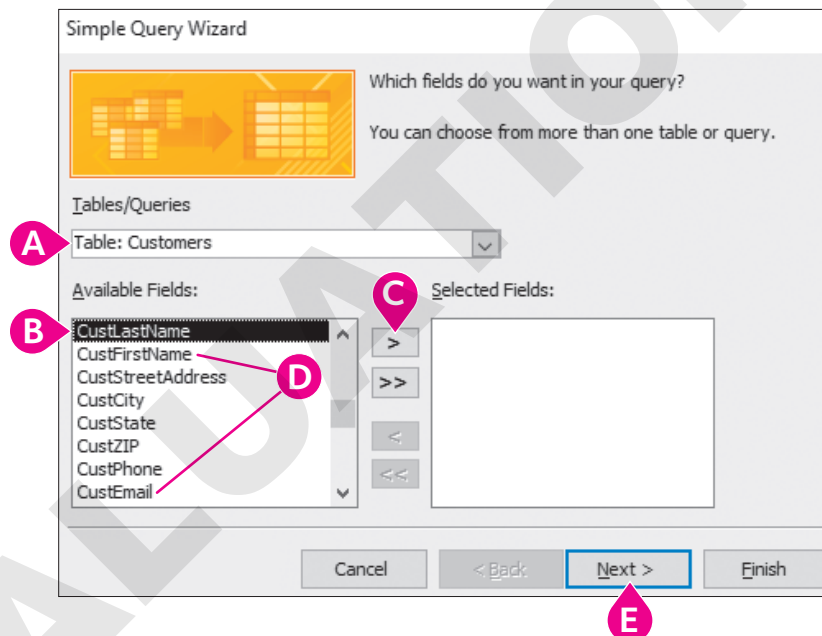 Simple Query Wizard
Which fields do you want in your query?
You can choose from more than one table or query.
Tables/Queries
A
Table: Customers
Available Fields:
C
Selected Fields:
B
CustLastName
>
CustFirstName
D
CustStreetAddress
>>
CustCity
CustState
<
CustZIP
CustPhone
<<
CustEmail
Cancel
< Back
Next >
Finish
E
ALUATION